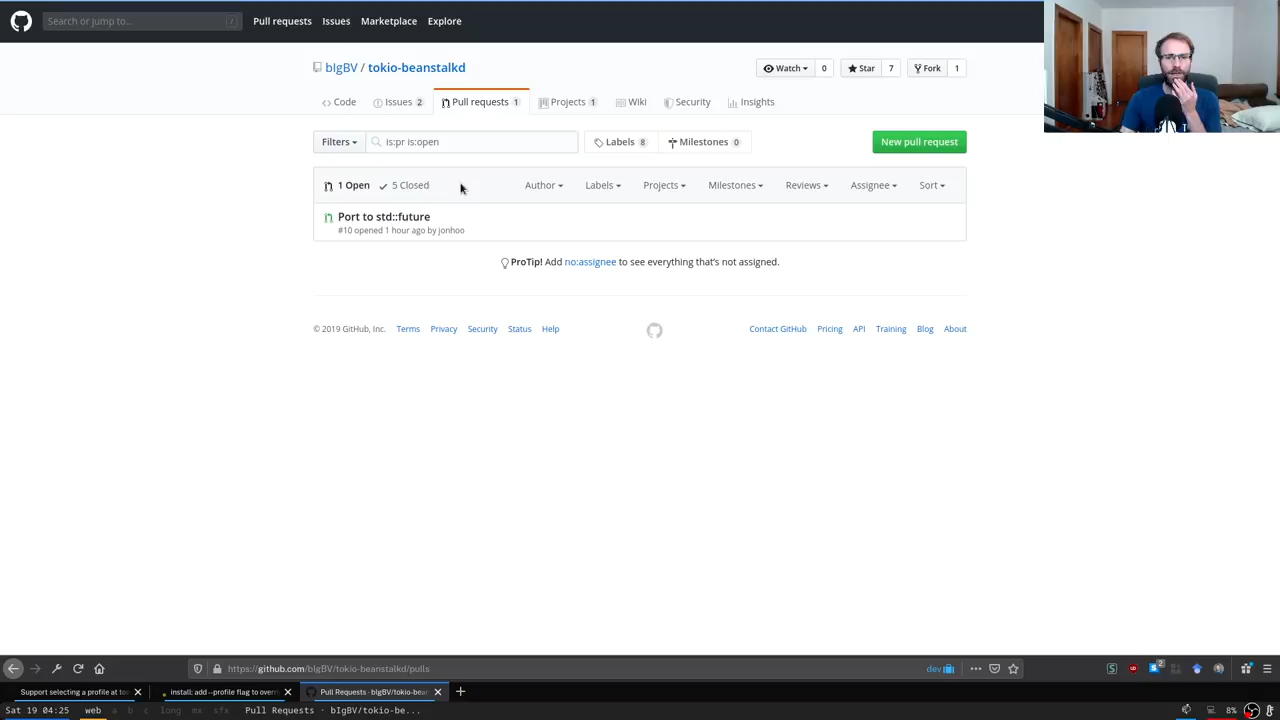 Search or jump to...
/
Pull requests
Issues
Marketplace
Explore
bIgBV / tokio-beanstalkd
Watch
0
Star
7
Fork
1
Code
Issues 2
Pull requests 1
Projects 1
Wiki
Security
Insights
Filters
is:pr is:open
Labels 8
Milestones 0
New pull request
1 Open
5 Closed
Author
Labels
Projects
Milestones
Reviews
Assignee
Sort
Port to std::future
#10 opened 1 hour ago by jonhoo
ProTip! Add no:assignee to see everything that's not assigned.
© 2019 GitHub, Inc.
Terms
Privacy
Security
Status
Help
Contact GitHub
Pricing
API
Training
Blog
About
https://github.com/bIgBV/tokio-beanstalkd/pulls
dev
2
Support selecting a profile at
install: add --profile flag to overr
Pull Requests · bIgBV/tokio-bean
Sat 19 04:25
web
a
b
c
long
mx
sfx
Pull Requests · bIgBV/tokio-be...
8%